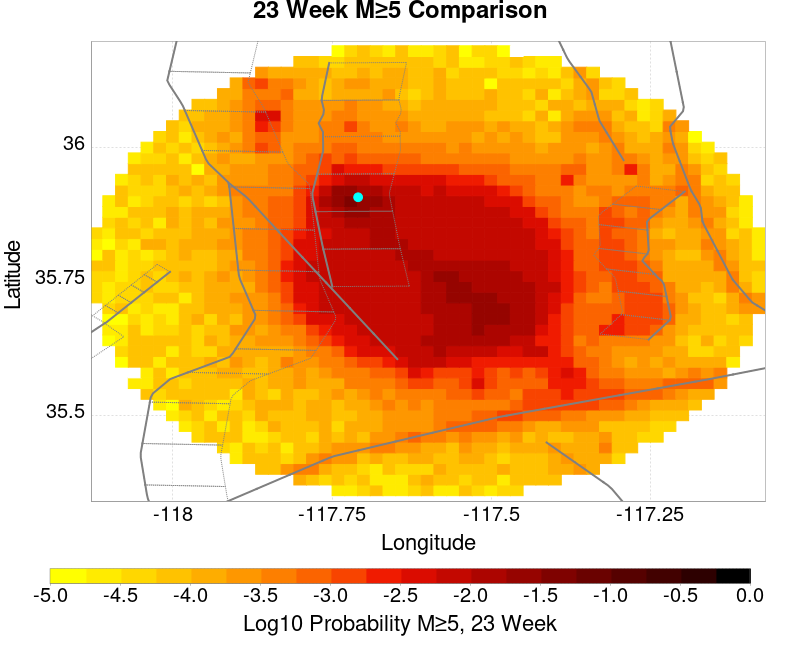 23 Week M≥5 Comparison
36
35.75
35.5
Latitude
-118 -117.75 -117.5 -117.25
Longitude
-5.0 -4.5 -4.0 -3.5 -3.0 -2.5 -2.0 -1.5 -1.0 -0.5 0.0
Log10 Probability M≥5, 23 Week